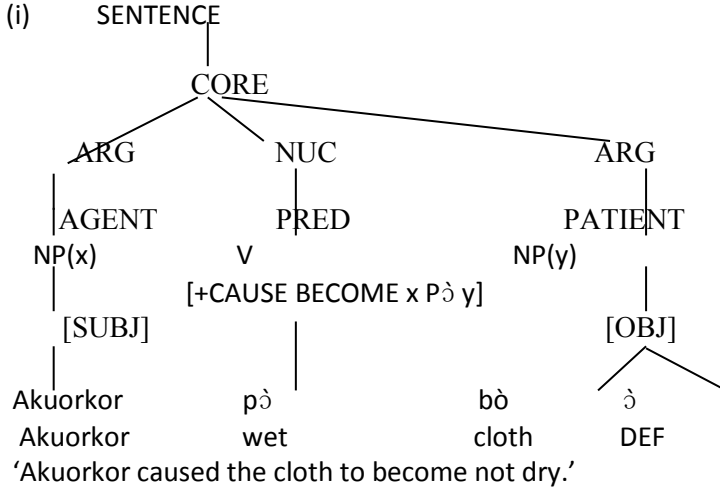 (i) SENTENCE
CORE
ARG NUC ARG
AGENT PRED PATIENT
NP(x) V NP(y)
[+CAUSE BECOME x Pɔ̀ y]
[SUBJ] [OBJ]
Akuorkor pɔ̀ bò ɔ̀
Akuorkor wet cloth DEF
‘Akuorkor caused the cloth to become not dry.’